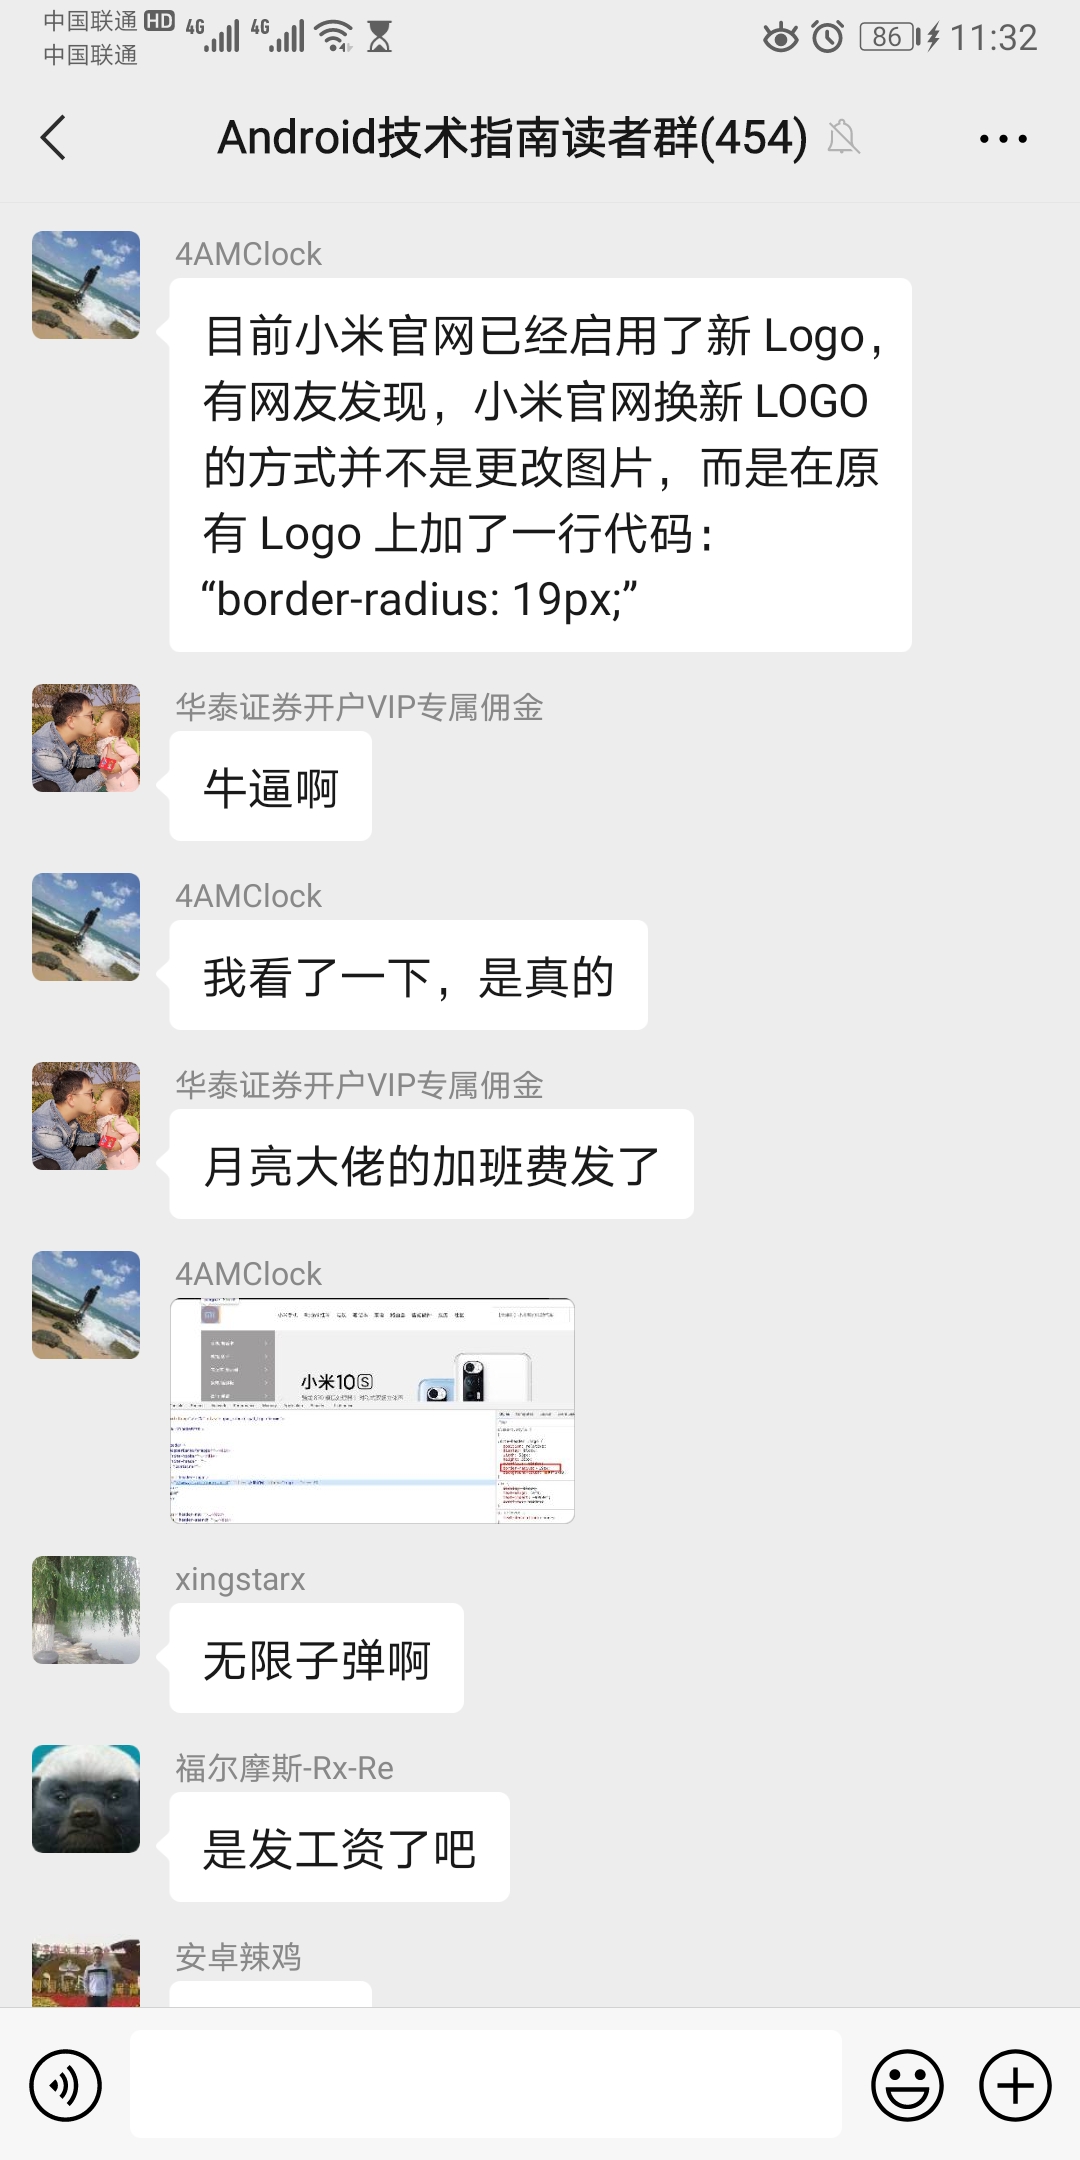 中国联通 HD 4G 4G 86 11:32
中国联通
Android技术指南读者群(454)
4AMClock
目前小米官网已经启用了新 Logo，
有网友发现，小米官网换新 LOGO
的方式并不是更改图片，而是在原
有 Logo 上加了一行代码：
“border-radius: 19px;”
华泰证券开户VIP专属佣金
牛逼啊
4AMClock
我看了一下，是真的
华泰证券开户VIP专属佣金
月亮大佬的加班费发了
4AMClock
小米10S
xingstarx
无限子弹啊
福尔摩斯-Rx-Re
是发工资了吧
安卓辣鸡